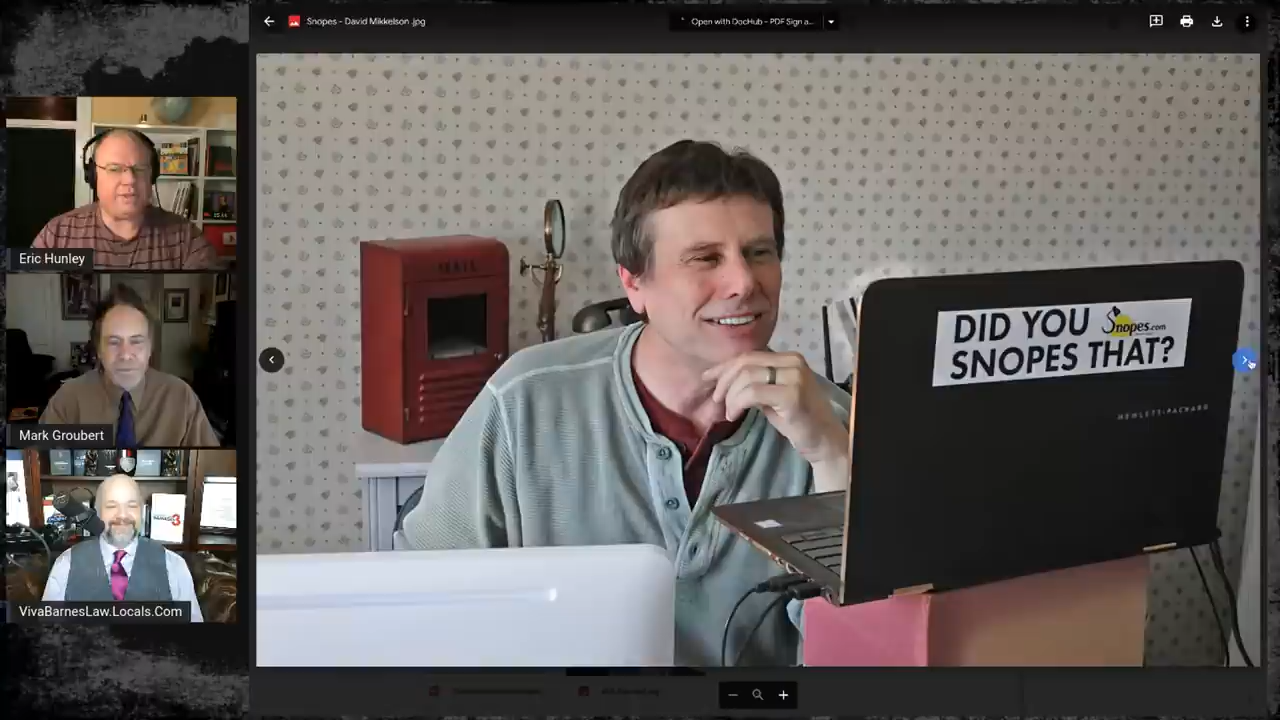 Snopes - David Mikkelson .jpg
Open with DocHub - PDF Sign a...
Eric Hunley
Mark Groubert
VivaBarnesLaw.Locals.Com
DID YOU Snopes.com
SNOPES THAT?
HEWLETT-PACKARD